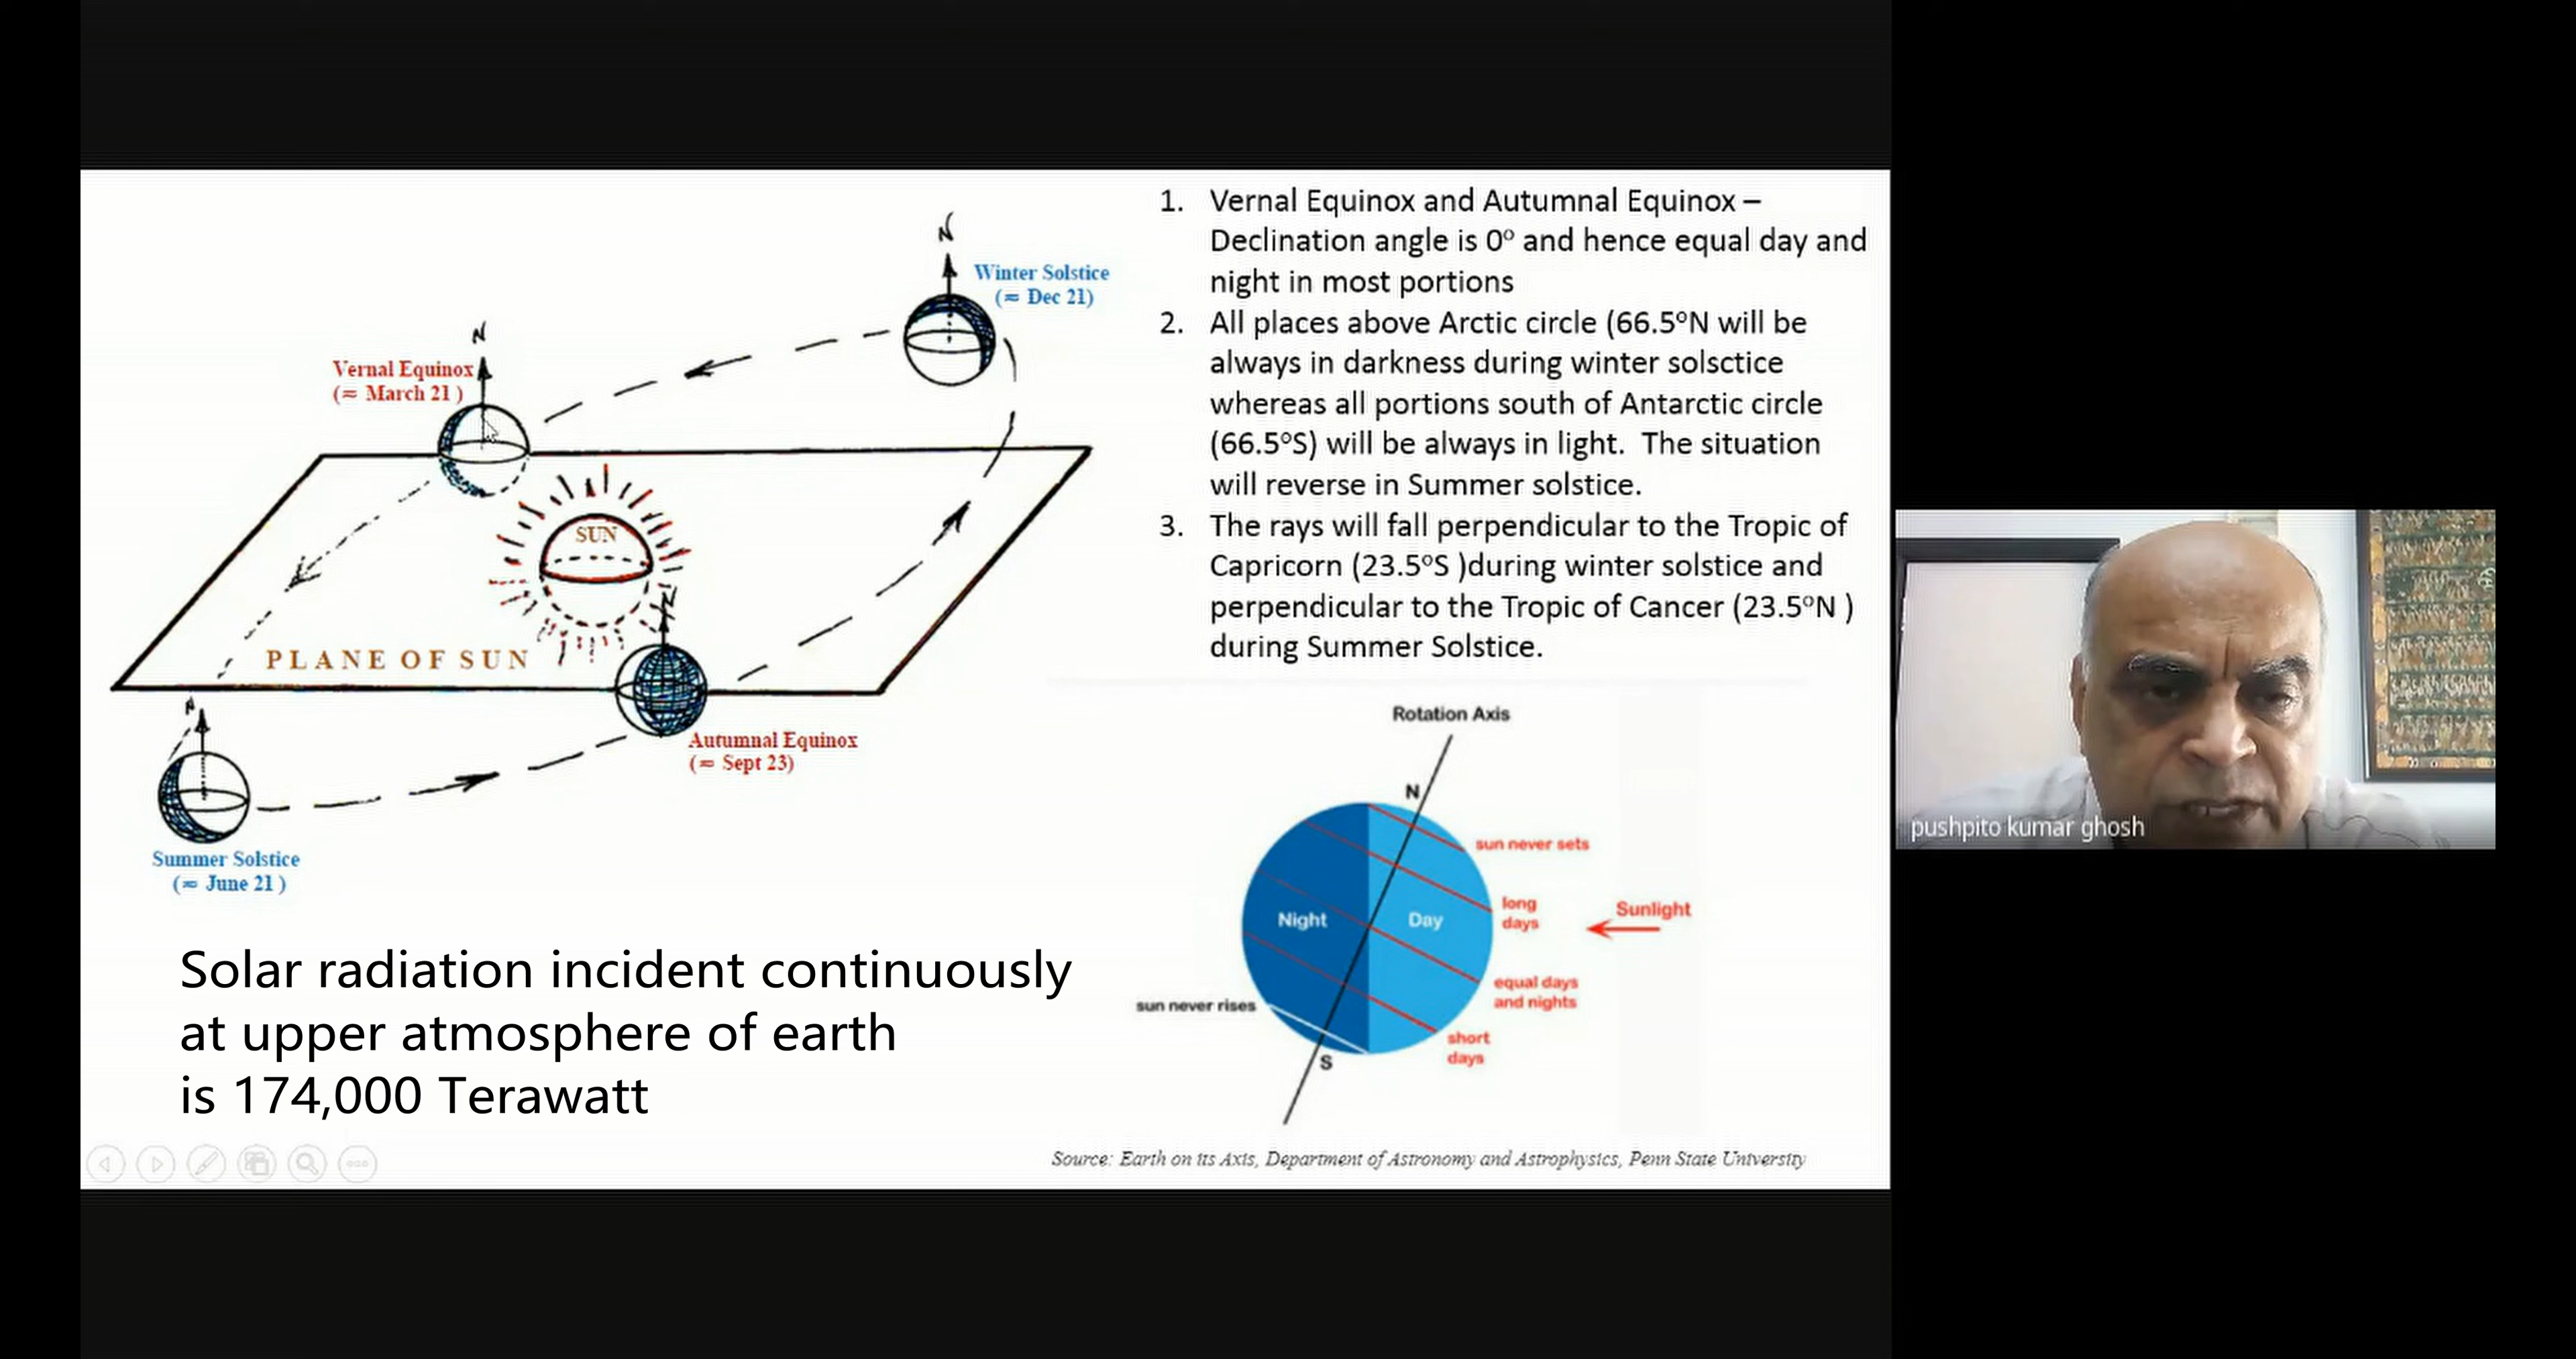 N
Winter Solstice
(≈ Dec 21)
N
Vernal Equinox
(≈ March 21 )
SUN
N
PLANE OF SUN
Autumnal Equinox
(≈ Sept 23)
Summer Solstice
(≈ June 21 )
Solar radiation incident continuously
at upper atmosphere of earth
is 174,000 Terawatt
1. Vernal Equinox and Autumnal Equinox –
Declination angle is 0º and hence equal day and
night in most portions
2. All places above Arctic circle (66.5ºN will be
always in darkness during winter solsctice
whereas all portions south of Antarctic circle
(66.5ºS) will be always in light. The situation
will reverse in Summer solstice.
3. The rays will fall perpendicular to the Tropic of
Capricorn (23.5ºS )during winter solstice and
perpendicular to the Tropic of Cancer (23.5ºN )
during Summer Solstice.
Rotation Axis
N
sun never sets
long
days
Sunlight
Night
Day
equal days
and nights
sun never rises
short
days
S
Source: Earth on its Axis, Department of Astronomy and Astrophysics, Penn State University
pushpito kumar ghosh